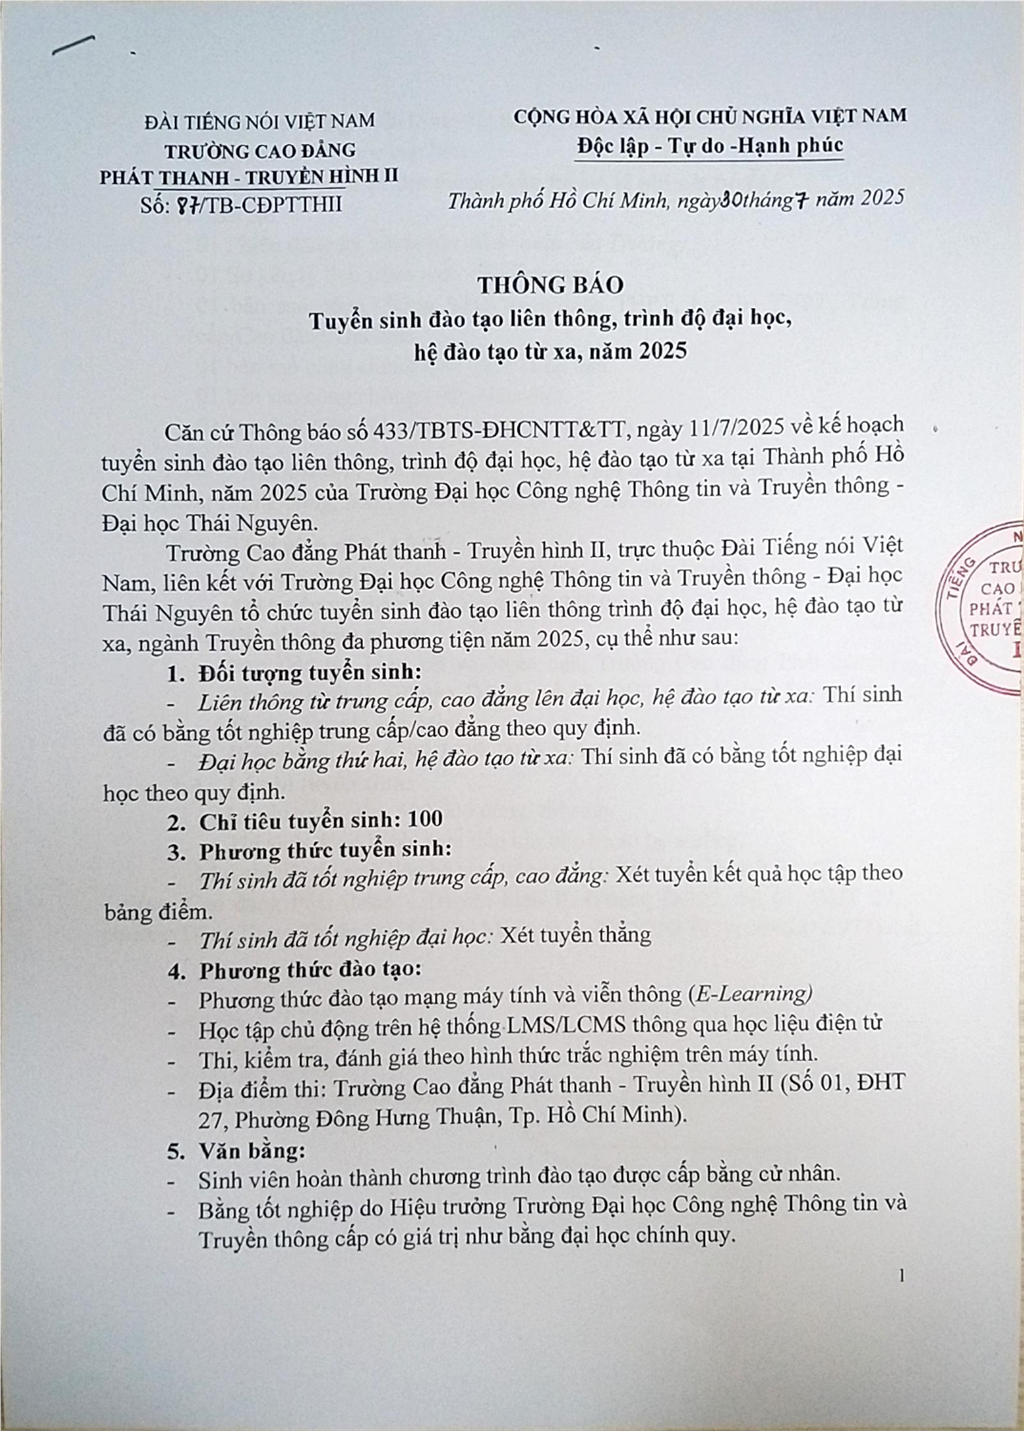 ĐÀI TIẾNG NÓI VIỆT NAM
TRƯỜNG CAO ĐẲNG
PHÁT THANH - TRUYỀN HÌNH II
Số: 87/TB-CĐPTTHII
CỘNG HÒA XÃ HỘI CHỦ NGHĨA VIỆT NAM
Độc lập - Tự do -Hạnh phúc
Thành phố Hồ Chí Minh, ngày30tháng7 năm 2025
THÔNG BÁO
Tuyển sinh đào tạo liên thông, trình độ đại học,
hệ đào tạo từ xa, năm 2025
Căn cứ Thông báo số 433/TBTS-ĐHCNTT&TT, ngày 11/7/2025 về kế hoạch
tuyển sinh đào tạo liên thông, trình độ đại học, hệ đào tạo từ xa tại Thành phố Hồ
Chí Minh, năm 2025 của Trường Đại học Công nghệ Thông tin và Truyền thông -
Đại học Thái Nguyên.
Trường Cao đẳng Phát thanh - Truyền hình II, trực thuộc Đài Tiếng nói Việt
Nam, liên kết với Trường Đại học Công nghệ Thông tin và Truyền thông - Đại học
Thái Nguyên tổ chức tuyển sinh đào tạo liên thông trình độ đại học, hệ đào tạo từ
xa, ngành Truyền thông đa phương tiện năm 2025, cụ thể như sau:
1. Đối tượng tuyển sinh:
- Liên thông từ trung cấp, cao đẳng lên đại học, hệ đào tạo từ xa: Thí sinh
đã có bằng tốt nghiệp trung cấp/cao đẳng theo quy định.
- Đại học bằng thứ hai, hệ đào tạo từ xa: Thí sinh đã có bằng tốt nghiệp đại
học theo quy định.
2. Chỉ tiêu tuyển sinh: 100
3. Phương thức tuyển sinh:
- Thí sinh đã tốt nghiệp trung cấp, cao đẳng: Xét tuyển kết quả học tập theo
bảng điểm.
- Thí sinh đã tốt nghiệp đại học: Xét tuyển thẳng
4. Phương thức đào tạo:
- Phương thức đào tạo mạng máy tính và viễn thông (E-Learning)
- Học tập chủ động trên hệ thống LMS/LCMS thông qua học liệu điện tử
- Thi, kiểm tra, đánh giá theo hình thức trắc nghiệm trên máy tính.
- Địa điểm thi: Trường Cao đẳng Phát thanh - Truyền hình II (Số 01, ĐHT
27, Phường Đông Hưng Thuận, Tp. Hồ Chí Minh).
5. Văn bằng:
- Sinh viên hoàn thành chương trình đào tạo được cấp bằng cử nhân.
- Bằng tốt nghiệp do Hiệu trưởng Trường Đại học Công nghệ Thông tin và
Truyền thông cấp có giá trị như bằng đại học chính quy.
1
ĐÀI TIẾNG N
TRƯ
CAO
PHÁT
TRUYỀ
I